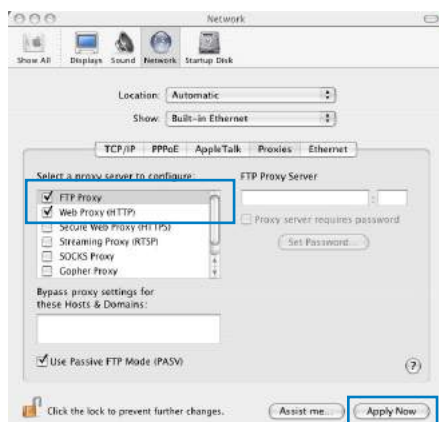 Network
Show All Displays Sound Network Startup Disk
Location: Automatic
Show: Built-in Ethernet
TCP/IP PPPoE AppleTalk Proxies Ethernet
Select a proxy server to configure: FTP Proxy Server
FTP Proxy
Web Proxy (HTTP) :
Secure Web Proxy (HTTPS) Proxy server requires password
Streaming Proxy (RTSP) Set Password...
SOCKS Proxy
Gopher Proxy
Bypass proxy settings for
these Hosts & Domains:
Use Passive FTP Mode (PASV) ?
Click the lock to prevent further changes. Assist me... Apply Now